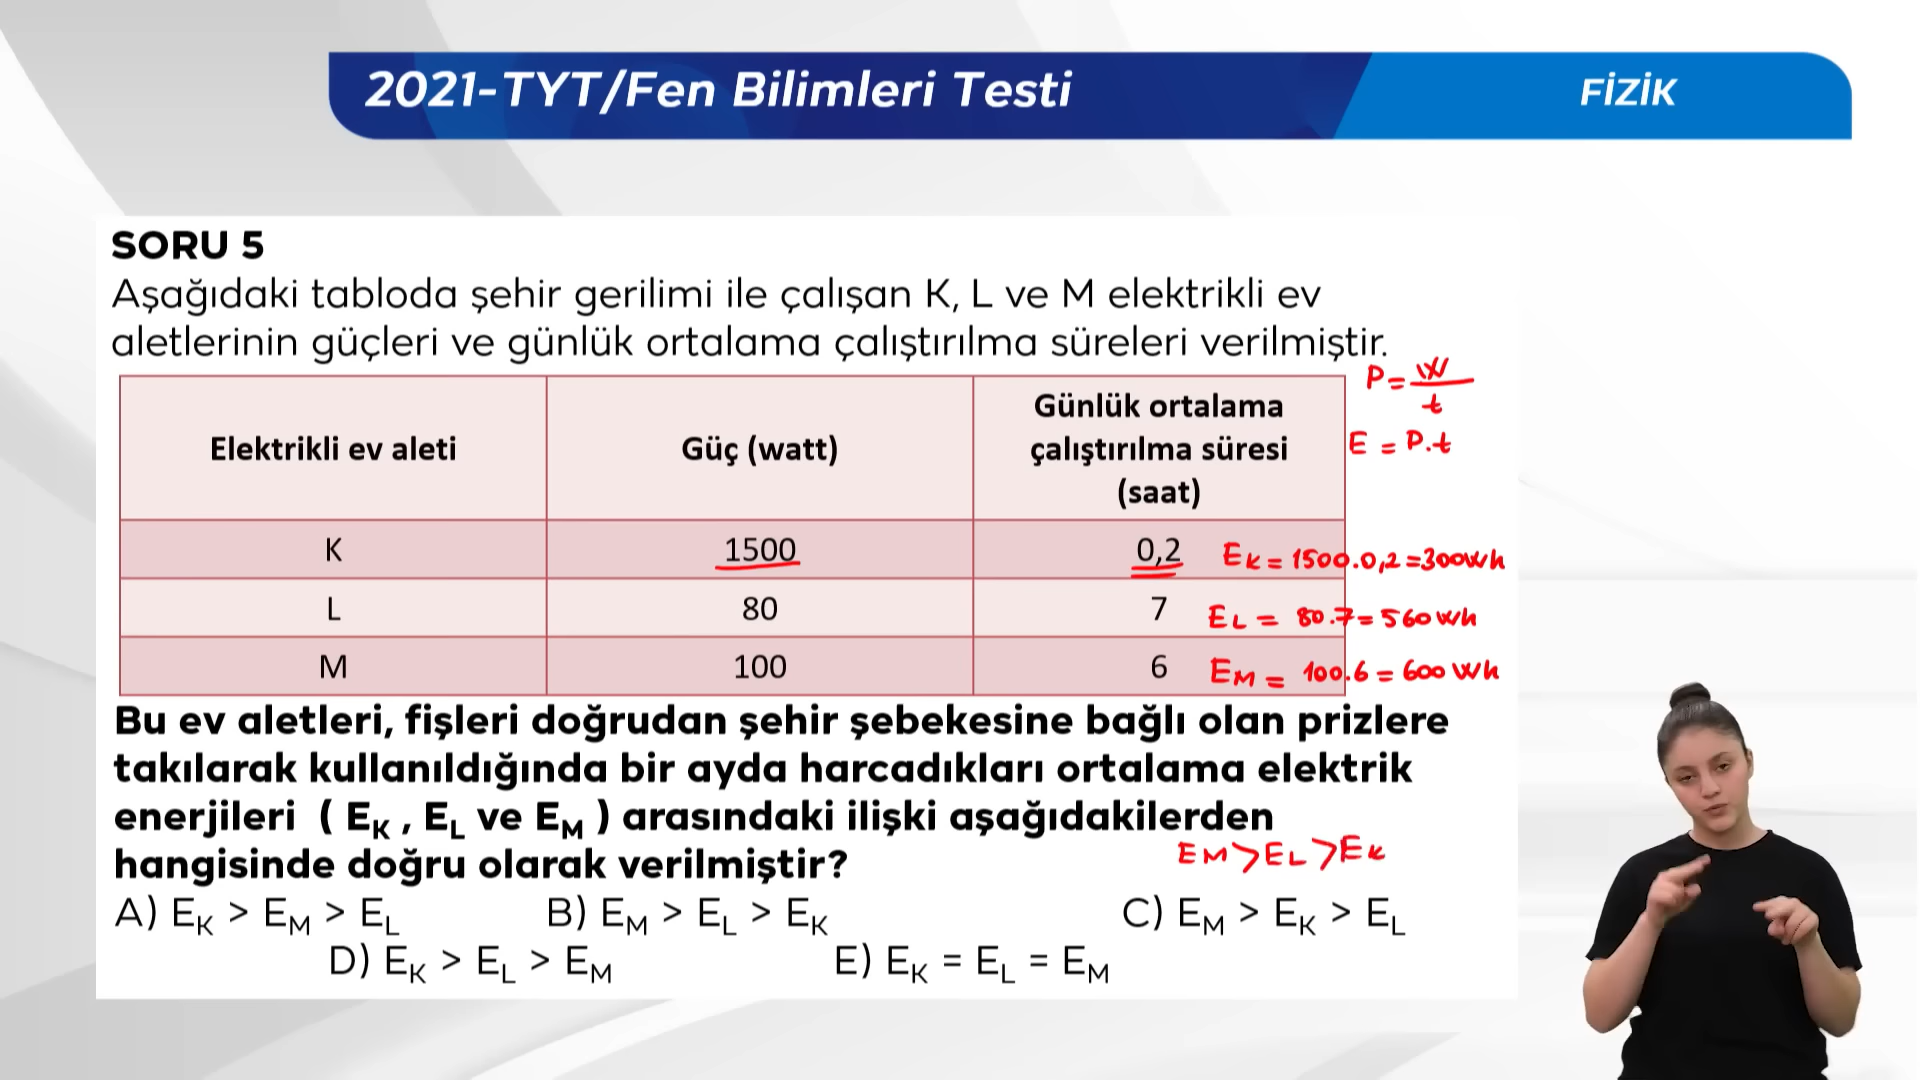 2021-TYT/Fen Bilimleri Testi
FİZİK
SORU 5
Aşağıdaki tabloda şehir gerilimi ile çalışan K, L ve M elektrikli ev
aletlerinin güçleri ve günlük ortalama çalıştırılma süreleri verilmiştir.
P = W / t
E = P.t
Elektrikli ev aleti Güç (watt) Günlük ortalama
çalıştırılma süresi
(saat)
K 1500 0,2 EK = 1500.0,2 = 300Wh
L 80 7 EL = 80.7 = 560 Wh
M 100 6 EM = 100.6 = 600 Wh
Bu ev aletleri, fişleri doğrudan şehir şebekesine bağlı olan prizlere
takılarak kullanıldığında bir ayda harcadıkları ortalama elektrik
enerjileri ( EK , EL ve EM ) arasındaki ilişki aşağıdakilerden
hangisinde doğru olarak verilmiştir?
EM > EL > EK
A) EK > EM > EL B) EM > EL > EK C) EM > EK > EL
D) EK > EL > EM E) EK = EL = EM